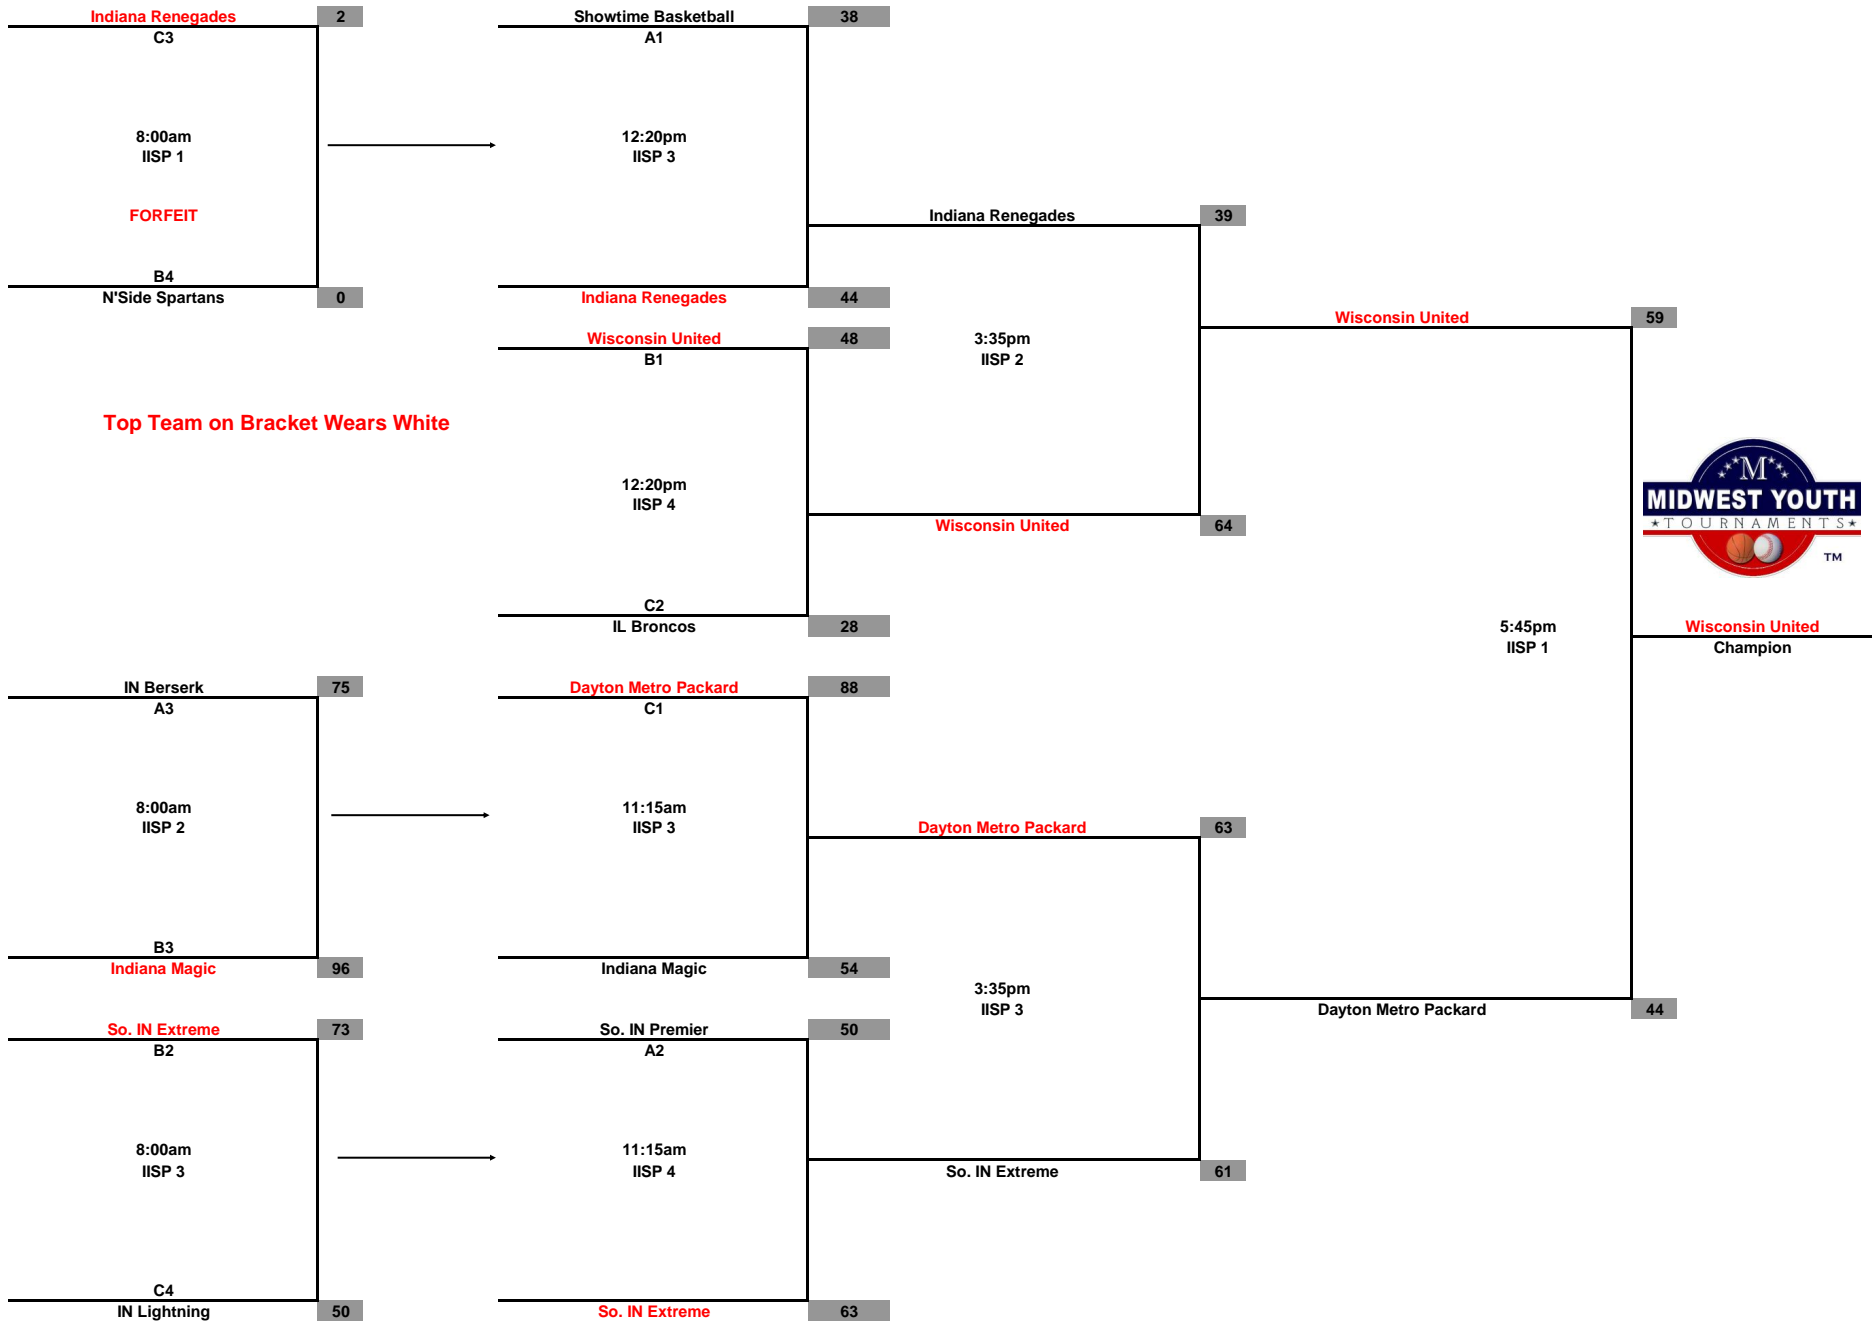 Indiana Renegades 2
C3
8:00am
IISP 1
FORFEIT
B4
N'Side Spartans 0
Showtime Basketball 38
A1
12:20pm
IISP 3
Indiana Renegades 44
Wisconsin United 48
B1
12:20pm
IISP 4
C2
IL Broncos 28
Indiana Renegades 39
3:35pm
IISP 2
Wisconsin United 64
Top Team on Bracket Wears White
IN Berserk 75
A3
8:00am
IISP 2
B3
Indiana Magic 96
Dayton Metro Packard 88
C1
11:15am
IISP 3
Indiana Magic 54
So. IN Extreme 73
B2
8:00am
IISP 3
C4
IN Lightning 50
So. IN Premier 50
A2
11:15am
IISP 4
So. IN Extreme 63
Dayton Metro Packard 63
3:35pm
IISP 3
So. IN Extreme 61
Wisconsin United 59
5:45pm
IISP 1
Dayton Metro Packard 44
M
MIDWEST YOUTH
TOURNAMENTS
TM
Wisconsin United
Champion